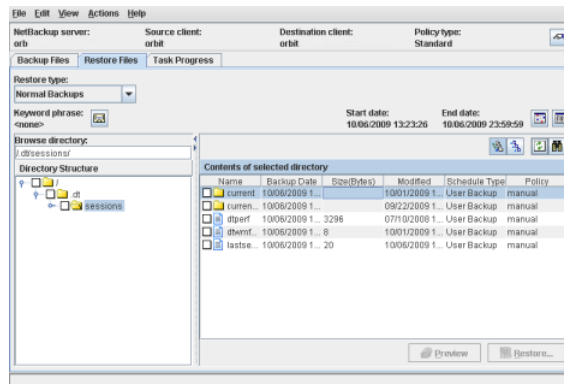 File Edit View Actions Help
NetBackup server: Source client: Destination client: Policy type:
orb orbit orbit Standard
Backup Files Restore Files Task Progress
Restore type:
Normal Backups
Keyword phrase: Start date: End date:
<none> 10/06/2009 13:23:26 10/06/2009 23:59:59
Browse directory:
/.dt/sessions/
Directory Structure Contents of selected directory
Name Backup Date Size(Bytes) Modified Schedule Type Policy
/
.dt
sessions
current 10/06/2009 1... 10/01/2009 1... User Backup manual
curren... 10/06/2009 1... 09/22/2009 1... User Backup manual
dtperf 10/06/2009 1... 3296 07/10/2008 1... User Backup manual
dtwmf... 10/06/2009 1... 8 10/01/2009 1... User Backup manual
lastse... 10/06/2009 1... 20 10/06/2009 1... User Backup manual
Preview Restore...